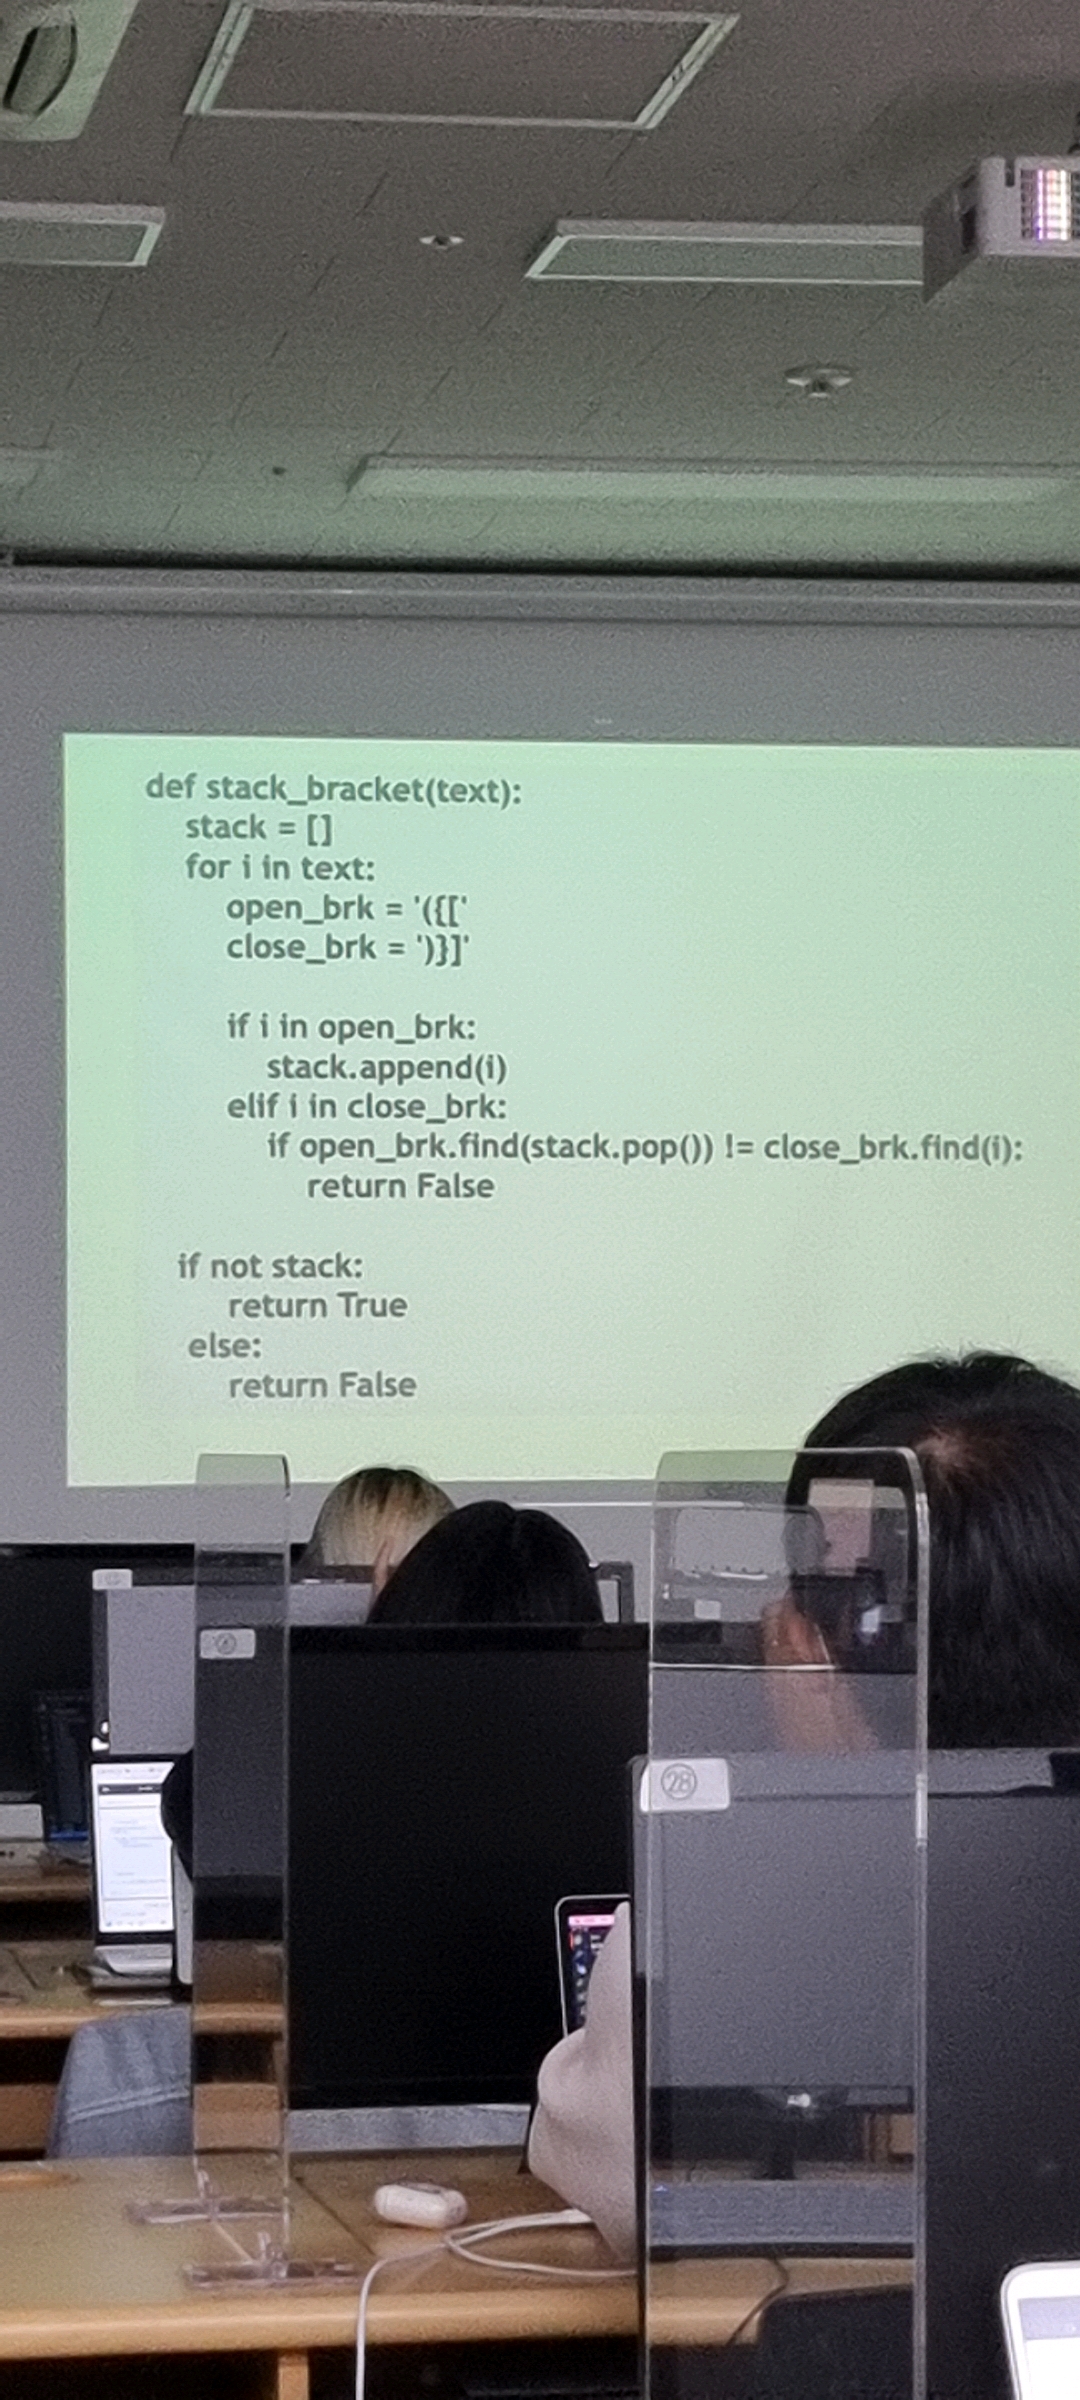 def stack_bracket(text):
stack = []
for i in text:
open_brk = '({['
close_brk = ')}]'
if i in open_brk:
stack.append(i)
elif i in close_brk:
if open_brk.find(stack.pop()) != close_brk.find(i):
return False
if not stack:
return True
else:
return False
28